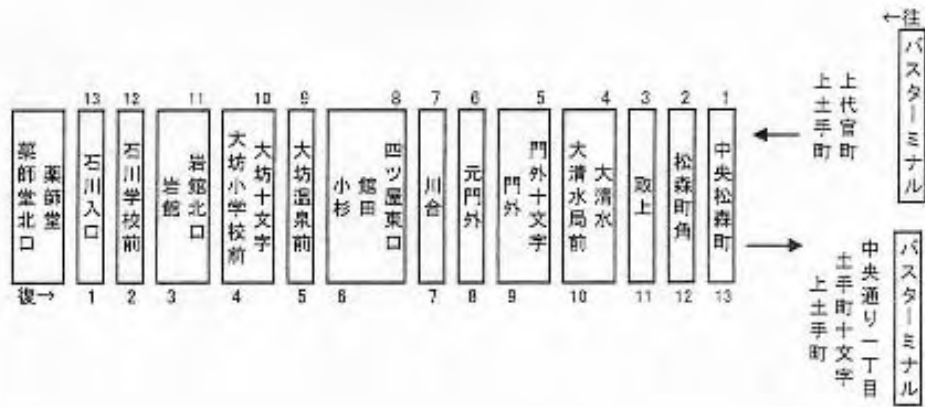 ←往
バスターミナル
上代官町
上土手町
1 2 3 4 5 6 7 8 9 10 11 12 13
中央松森町
松森町角
取上
大清水
大清水局前
門外十文字
門外
元門外
川合
四ツ屋東口
館田
小杉
大坊温泉前
大坊十文字
大坊小学校前
岩館北口
岩館
石川学校前
石川入口
薬師堂
薬師堂北口
復→
1 2 3 4 5 6 7 8 9 10 11 12 13
バスターミナル
中央通り一丁目
土手町十文字
上土手町